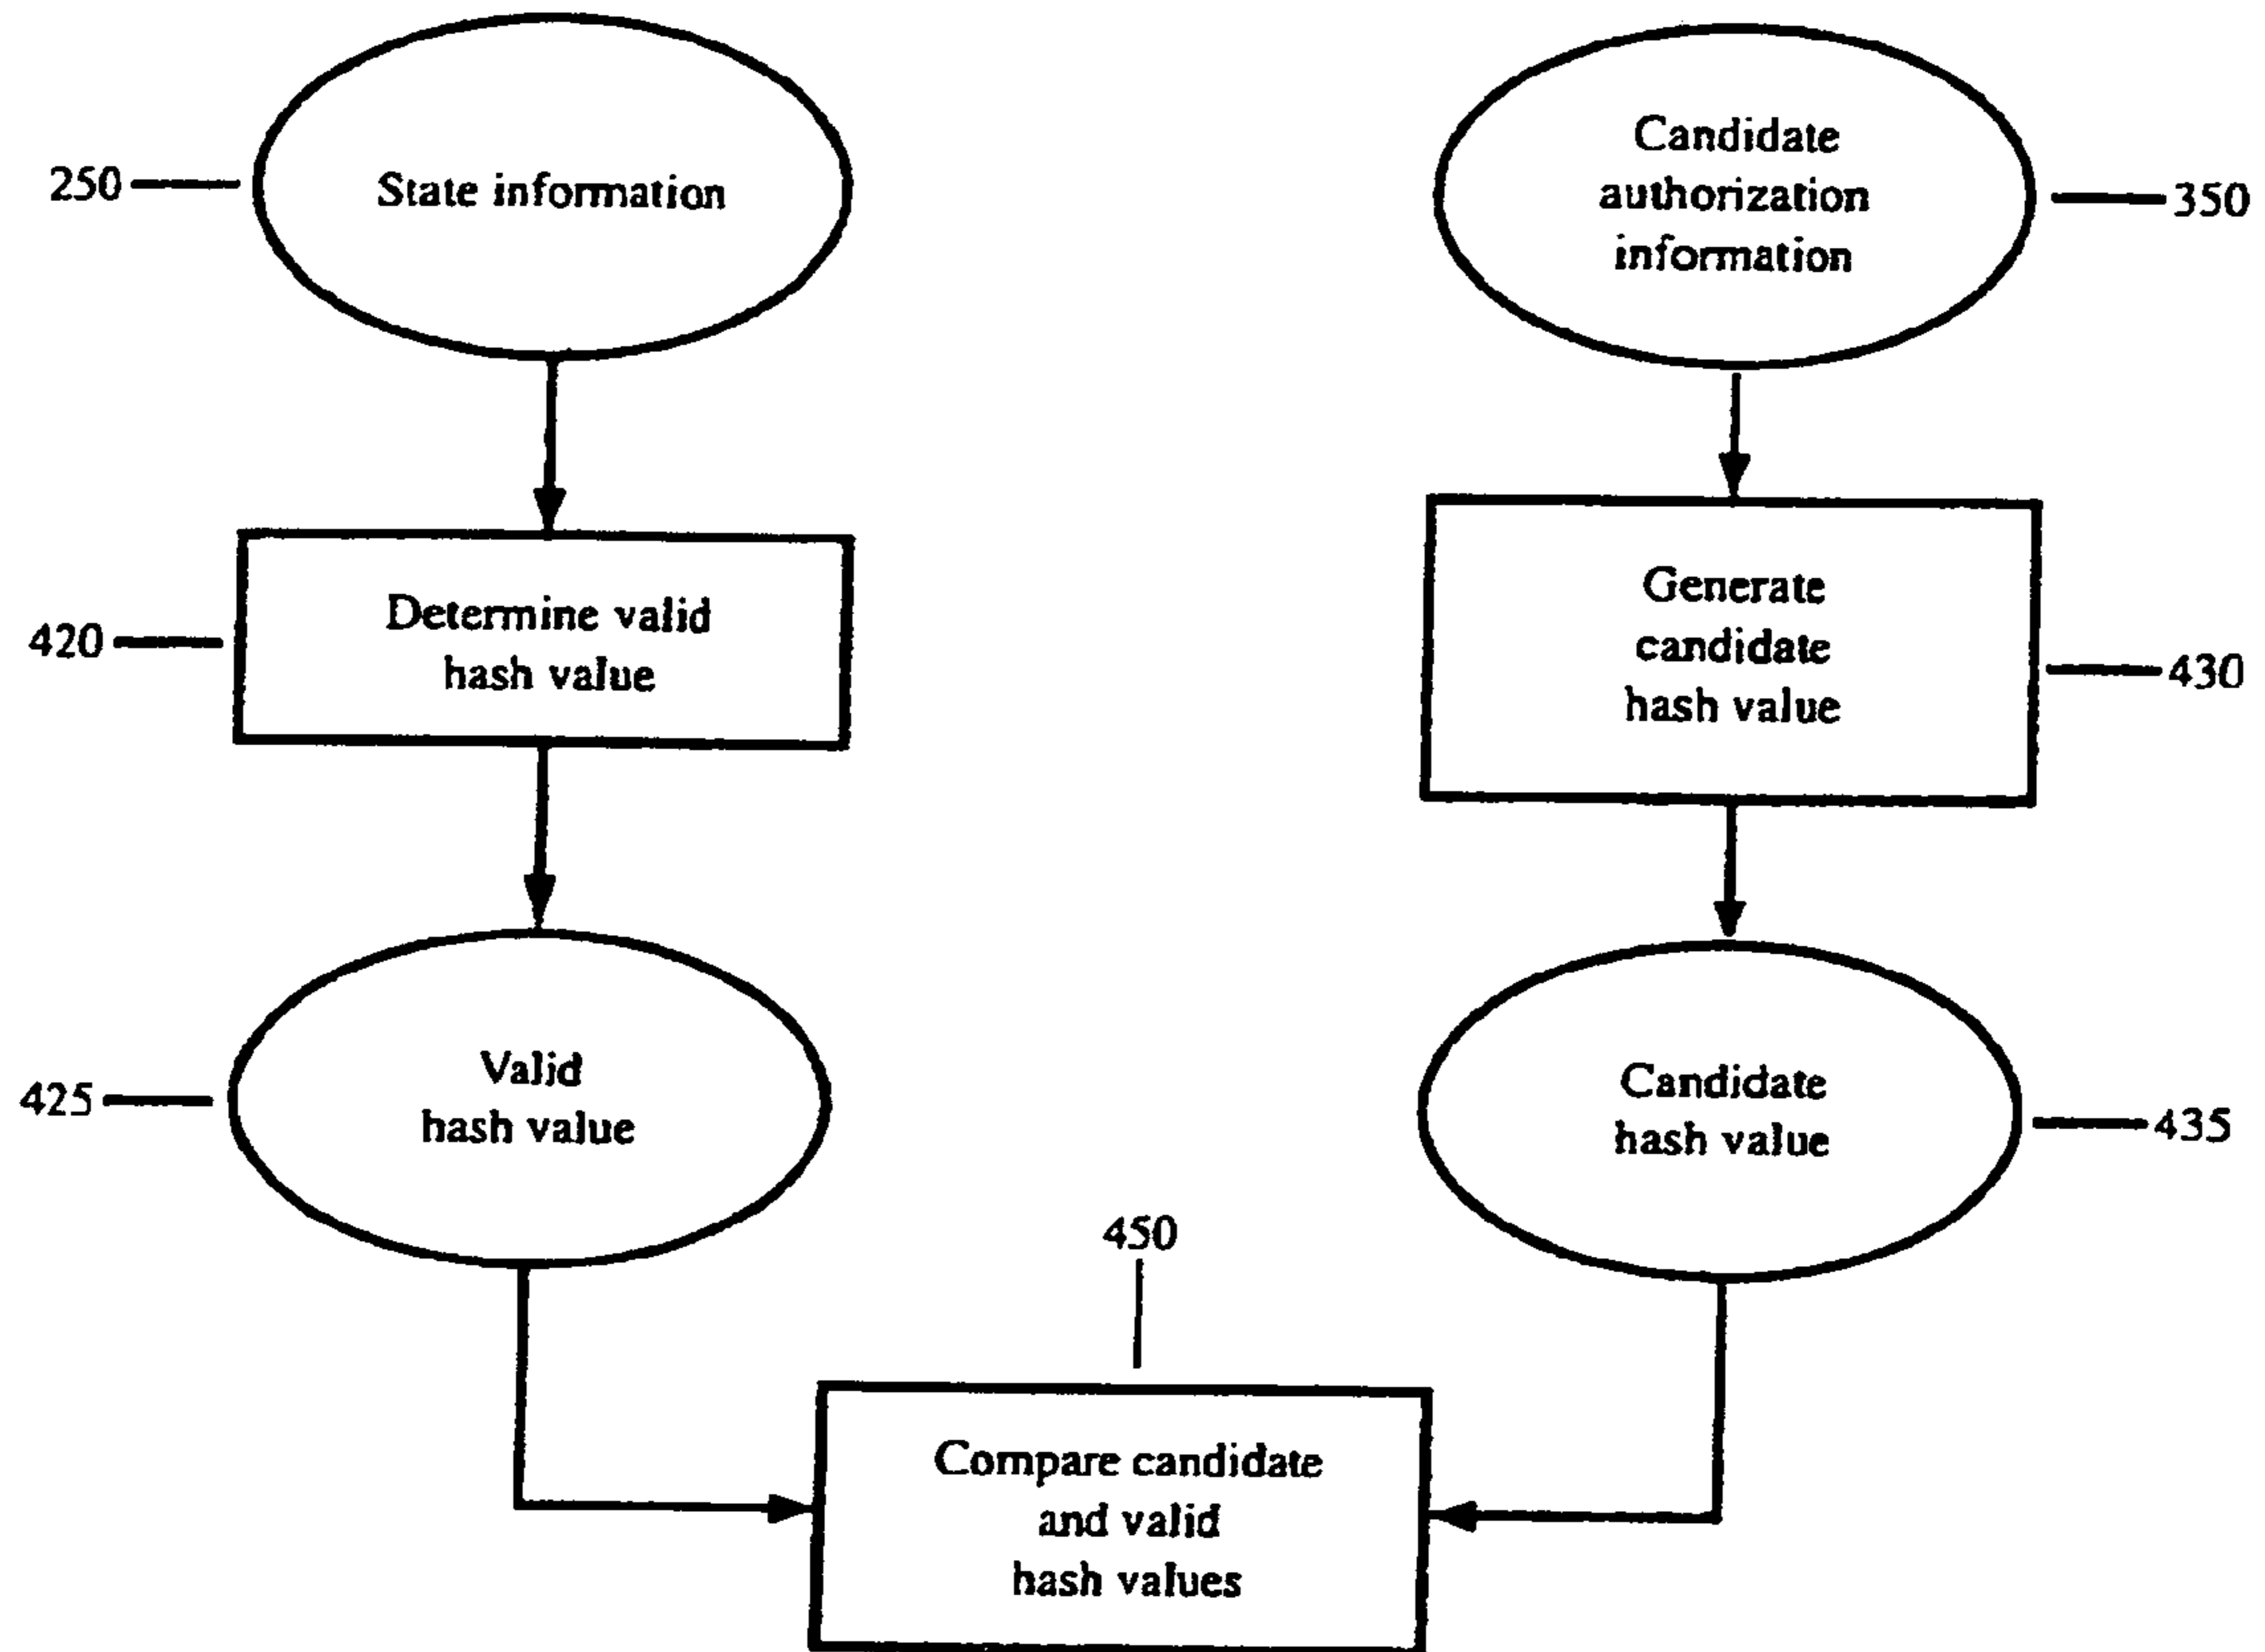 250
State information
Candidate
authorization
information
350
420
Determine valid
hash value
Generate
candidate
hash value
430
425
Valid
hash value
Candidate
hash value
435
450
Compare candidate
and valid
hash values